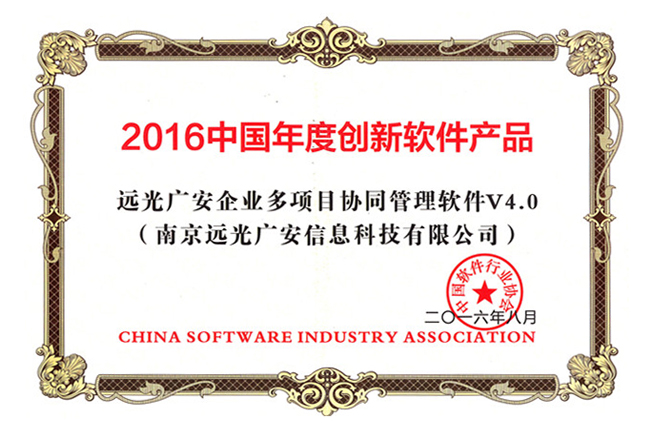 2016中国年度创新软件产品
远光广安企业多项目协同管理软件V4.0
（南京远光广安信息科技有限公司）
中国软件行业协会
二〇一六年八月
CHINA SOFTWARE INDUSTRY ASSOCIATION